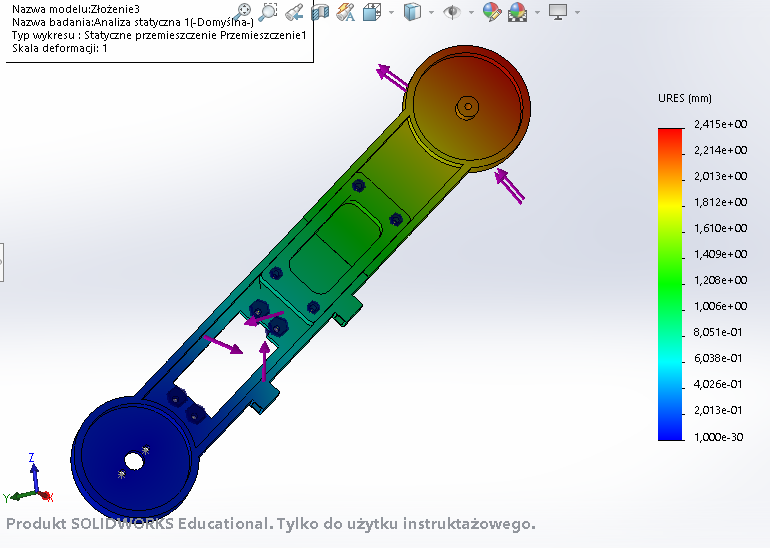 Nazwa modelu:Złożenie3
Nazwa badania:Analiza statyczna 1(-Domyślna-)
Typ wykresu : Statyczne przemieszczenie Przemieszczenie1
Skala deformacji: 1
URES (mm)
2,415e+00
2,214e+00
2,013e+00
1,812e+00
1,610e+00
1,409e+00
1,208e+00
1,006e+00
8,051e-01
6,038e-01
4,026e-01
2,013e-01
1,000e-30
Z
Y
X
Produkt SOLIDWORKS Educational. Tylko do użytku instruktażowego.